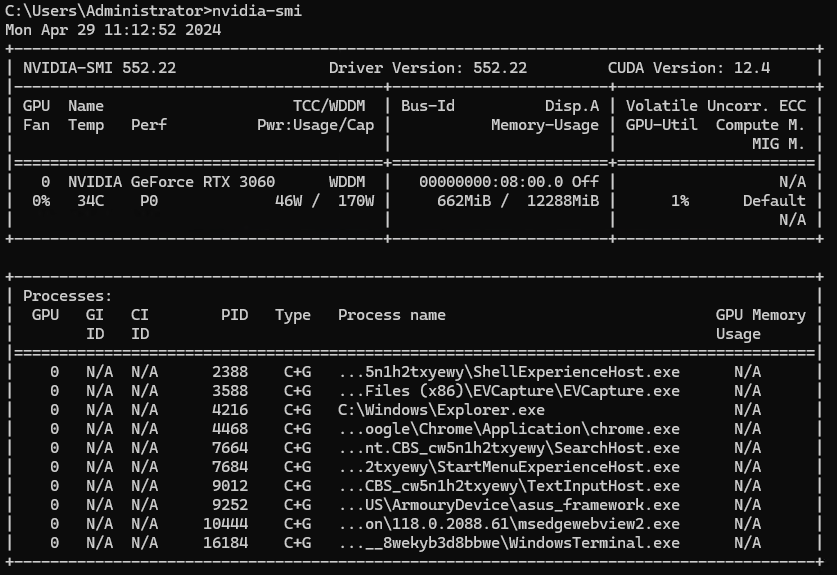 C:\Users\Administrator>nvidia-smi
Mon Apr 29 11:12:52 2024
+-----------------------------------------------------------------------------------------+
| NVIDIA-SMI 552.22                 Driver Version: 552.22         CUDA Version: 12.4     |
|-----------------------------------------+------------------------+----------------------+
| GPU  Name                     TCC/WDDM  | Bus-Id          Disp.A | Volatile Uncorr. ECC |
| Fan  Temp   Perf          Pwr:Usage/Cap |           Memory-Usage | GPU-Util  Compute M. |
|                                         |                        |               MIG M. |
|=========================================+========================+======================|
|   0  NVIDIA GeForce RTX 3060      WDDM  |   00000000:08:00.0 Off |                  N/A |
|  0%   34C    P0             46W /  170W |     662MiB /  12288MiB |      1%      Default |
|                                         |                        |                  N/A |
+-----------------------------------------+------------------------+----------------------+

+-----------------------------------------------------------------------------------------+
| Processes:                                                                              |
|  GPU   GI   CI        PID   Type   Process name                              GPU Memory |
|        ID   ID                                                               Usage      |
|=========================================================================================|
|    0   N/A  N/A      2388    C+G   ...5n1h2txyewy\ShellExperienceHost.exe      N/A      |
|    0   N/A  N/A      3588    C+G   ...Files (x86)\EVCapture\EVCapture.exe      N/A      |
|    0   N/A  N/A      4216    C+G   C:\Windows\Explorer.exe                     N/A      |
|    0   N/A  N/A      4468    C+G   ...oogle\Chrome\Application\chrome.exe      N/A      |
|    0   N/A  N/A      7664    C+G   ...nt.CBS_cw5n1h2txyewy\SearchHost.exe      N/A      |
|    0   N/A  N/A      7684    C+G   ...2txyewy\StartMenuExperienceHost.exe      N/A      |
|    0   N/A  N/A      9012    C+G   ...CBS_cw5n1h2txyewy\TextInputHost.exe      N/A      |
|    0   N/A  N/A      9252    C+G   ...US\ArmouryDevice\asus_framework.exe      N/A      |
|    0   N/A  N/A     10444    C+G   ...on\118.0.2088.61\msedgewebview2.exe      N/A      |
|    0   N/A  N/A     16184    C+G   ...__8wekyb3d8bbwe\WindowsTerminal.exe      N/A      |
+-----------------------------------------------------------------------------------------+